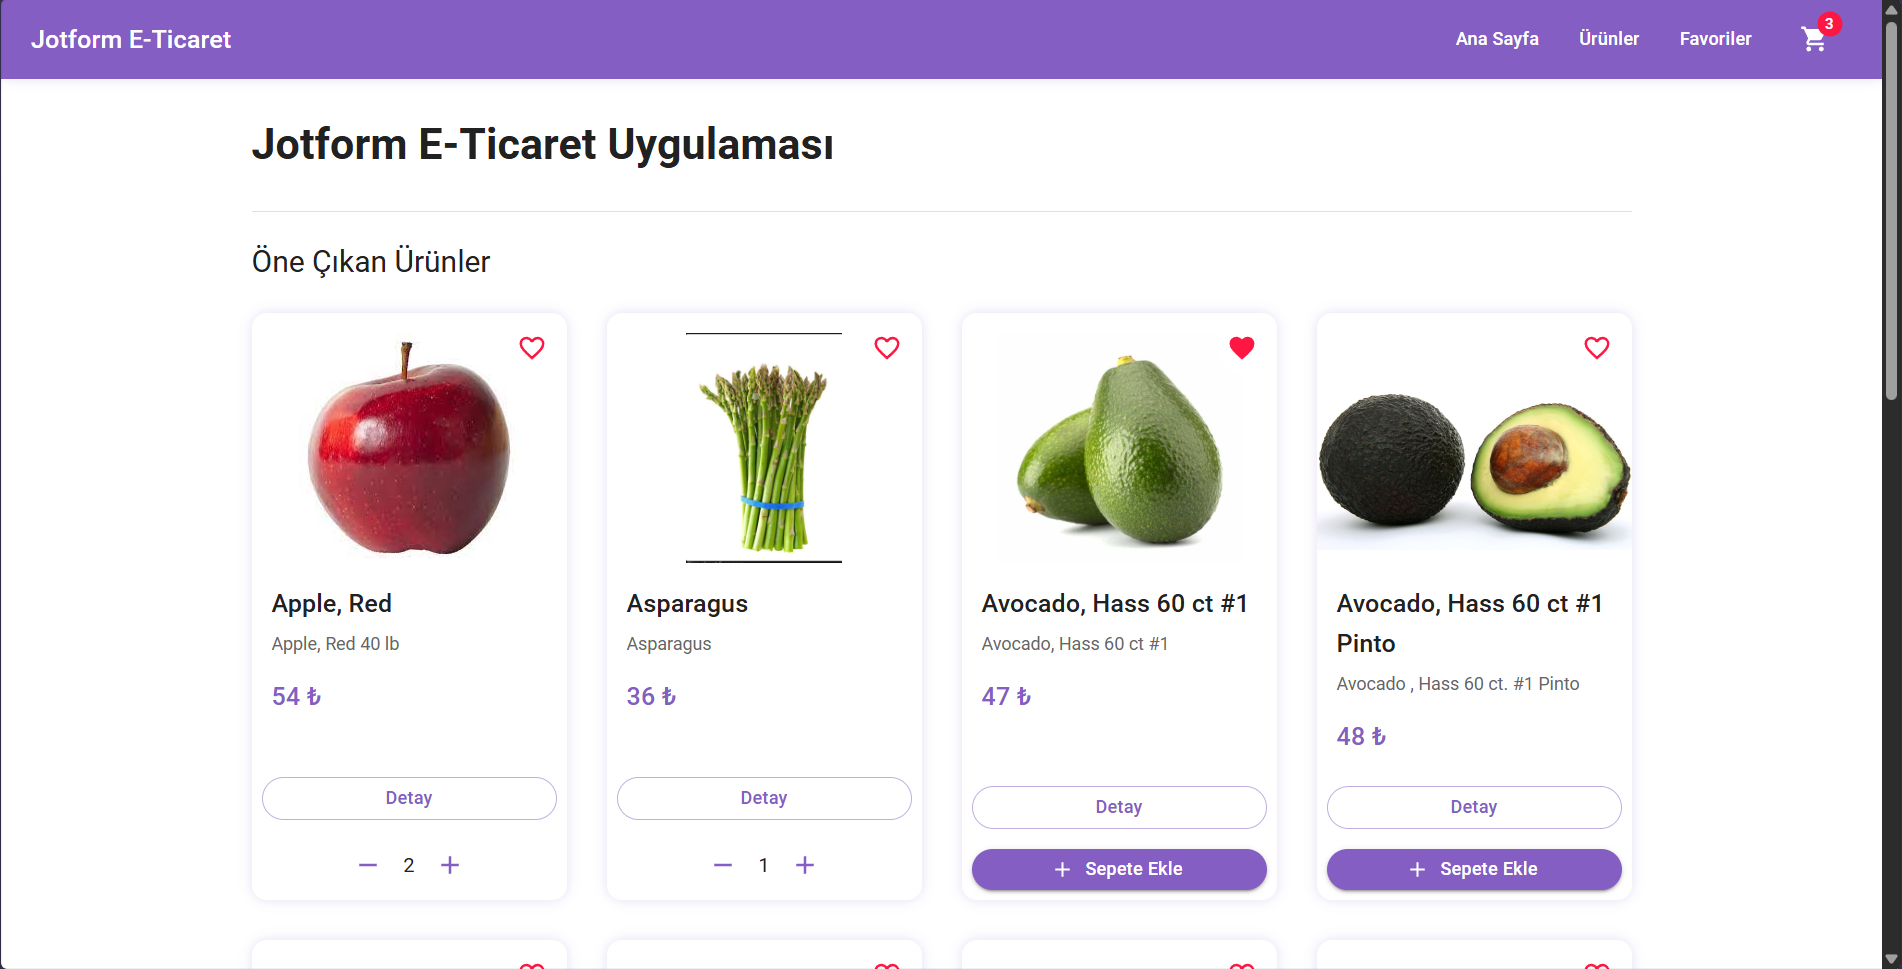 Jotform E-Ticaret
Ana Sayfa
Ürünler
Favoriler
3
Jotform E-Ticaret Uygulaması
Öne Çıkan Ürünler
Apple, Red
Apple, Red 40 lb
54 ₺
Detay
2
Asparagus
Asparagus
36 ₺
Detay
1
Avocado, Hass 60 ct #1
Avocado, Hass 60 ct #1
47 ₺
Detay
Sepete Ekle
Avocado, Hass 60 ct #1
Pinto
Avocado , Hass 60 ct. #1 Pinto
48 ₺
Detay
Sepete Ekle